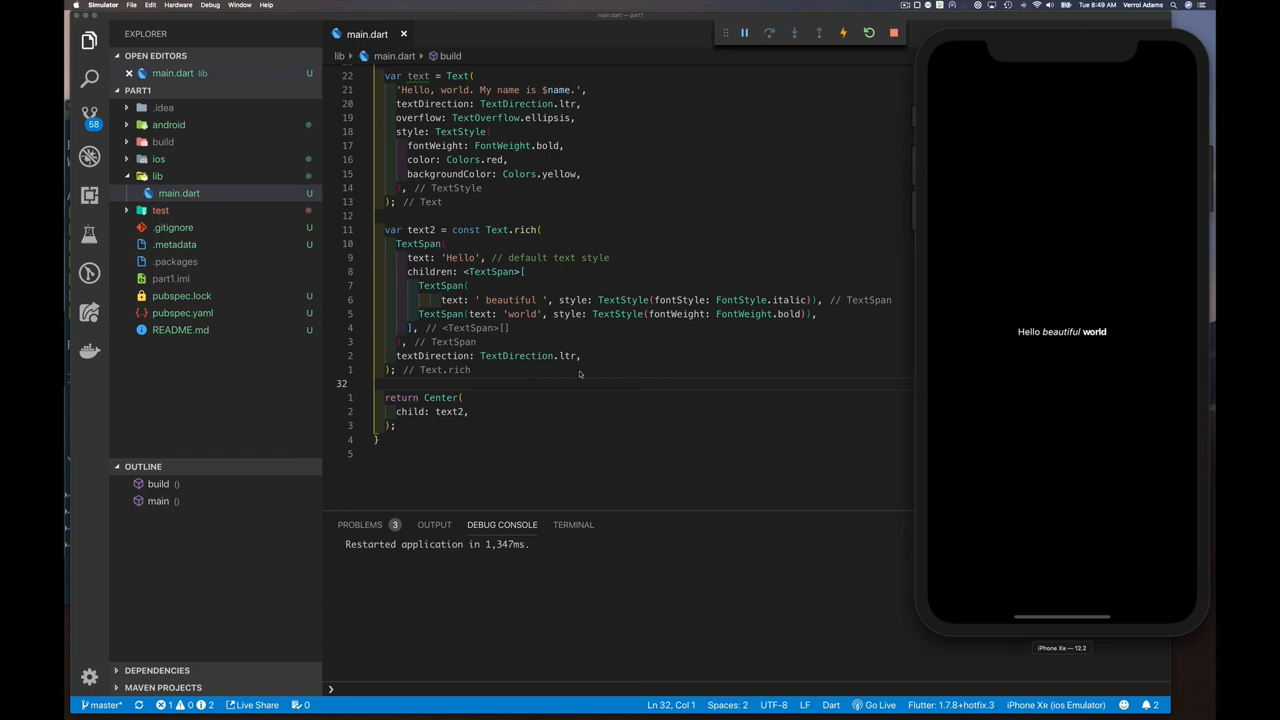 Simulator File Edit Hardware Debug Window Help
Tue 8:49 AM Verrol Adams
main.dart — part1
EXPLORER
OPEN EDITORS
main.dart lib U
PART1
.idea
android
build
ios
lib
main.dart U
test
.gitignore U
.metadata U
.packages
part1.iml
pubspec.lock U
pubspec.yaml U
README.md U
58
OUTLINE
build ()
main ()
DEPENDENCIES
MAVEN PROJECTS
main.dart
lib main.dart build
22 var text = Text(
21 'Hello, world. My name is $name.',
20 textDirection: TextDirection.ltr,
19 overflow: TextOverflow.ellipsis,
18 style: TextStyle(
17 fontWeight: FontWeight.bold,
16 color: Colors.red,
15 backgroundColor: Colors.yellow,
14 ), // TextStyle
13 ); // Text
12
11 var text2 = const Text.rich(
10 TextSpan(
9 text: 'Hello', // default text style
8 children: <TextSpan>[
7 TextSpan(
6 text: ' beautiful ', style: TextStyle(fontStyle: FontStyle.italic)), // TextSpan
5 TextSpan(text: 'world', style: TextStyle(fontWeight: FontWeight.bold)),
4 ], // <TextSpan>[]
3 ), // TextSpan
2 textDirection: TextDirection.ltr,
1 ); // Text.rich
32
1 return Center(
2 child: text2,
3 );
4 }
5
PROBLEMS 3 OUTPUT DEBUG CONSOLE TERMINAL
Restarted application in 1,347ms.
Hello beautiful world
iPhone Xʀ — 12.2
master* 1 0 2 Live Share 0 Ln 32, Col 1 Spaces: 2 UTF-8 LF Dart Go Live Flutter: 1.7.8+hotfix.3 iPhone Xʀ (ios Emulator) 2